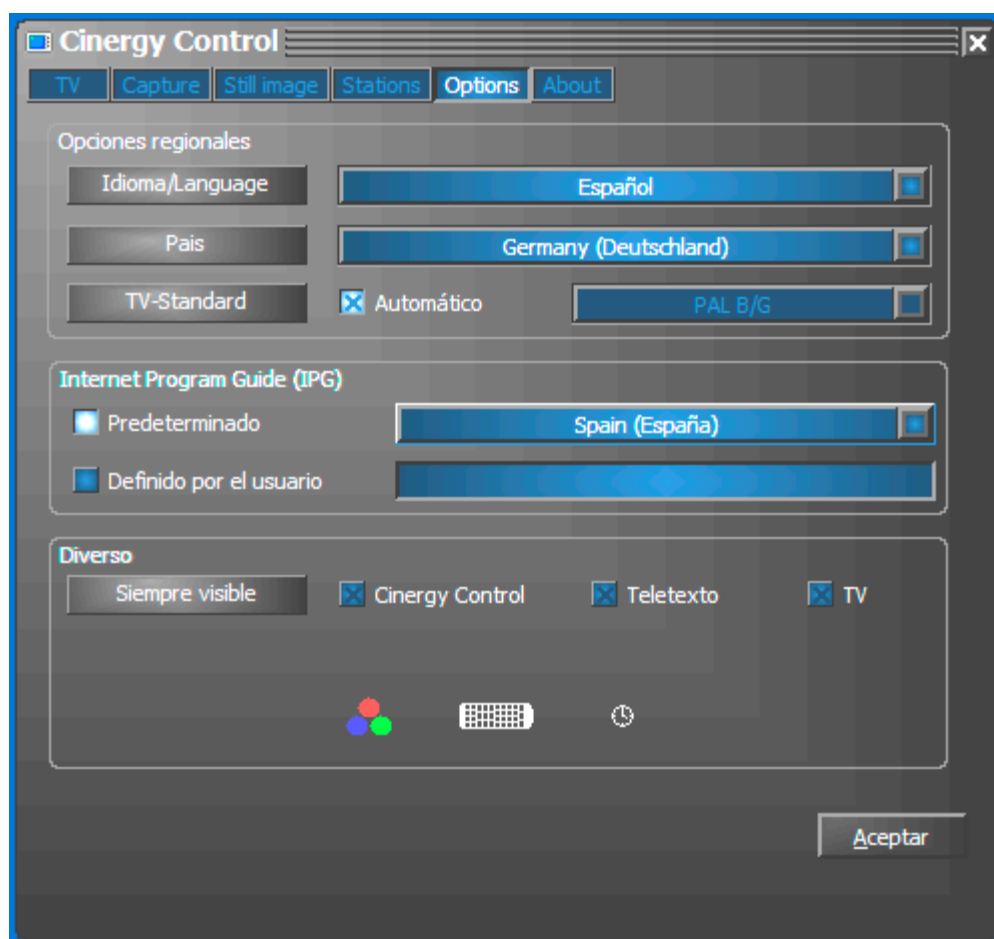 Cinergy Control
TV Capture Still image Stations Options About
Opciones regionales
Idioma/Language Español
Pais Germany (Deutschland)
TV-Standard Automático PAL B/G
Internet Program Guide (IPG)
Predeterminado Spain (España)
Definido por el usuario
Diverso
Siempre visible Cinergy Control Teletexto TV
Aceptar